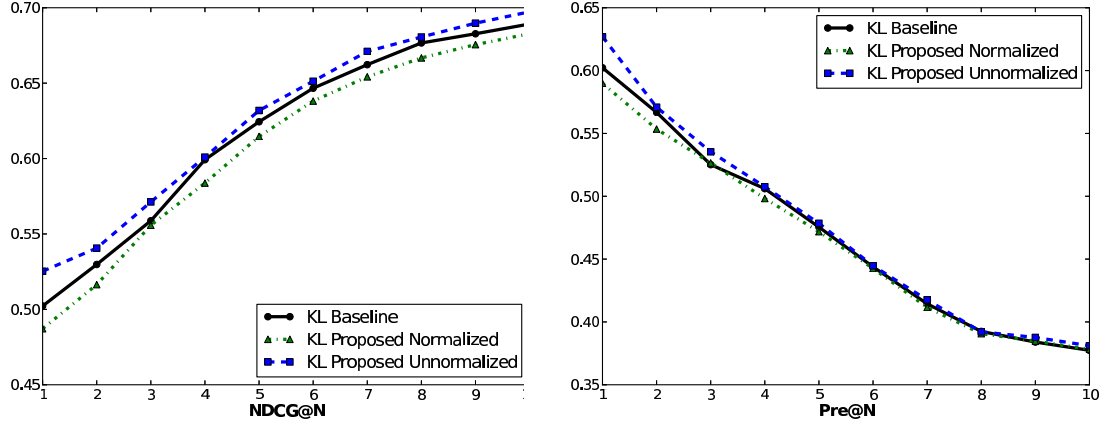 0.70
0.65
0.60
0.55
0.50
0.45
1 2 3 4 5 6 7 8 9
NDCG@N
KL Baseline
KL Proposed Normalized
KL Proposed Unnormalized
0.65
0.60
0.55
0.50
0.45
0.40
0.35
1 2 3 4 5 6 7 8 9 10
Pre@N
KL Baseline
KL Proposed Normalized
KL Proposed Unnormalized